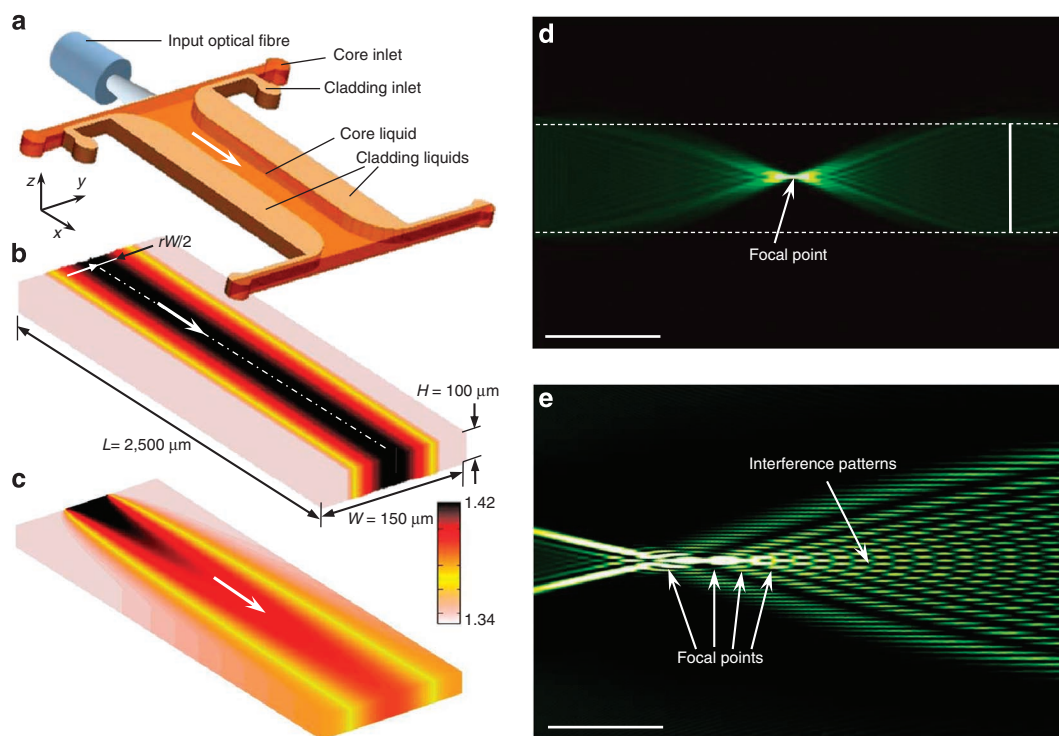 a
Input optical fibre
Core inlet
Cladding inlet
Core liquid
Cladding liquids
z
y
x
b
rW/2
H = 100 μm
L= 2,500 μm
W = 150 μm
c
1.42
1.34
d
Focal point
e
Interference patterns
Focal points